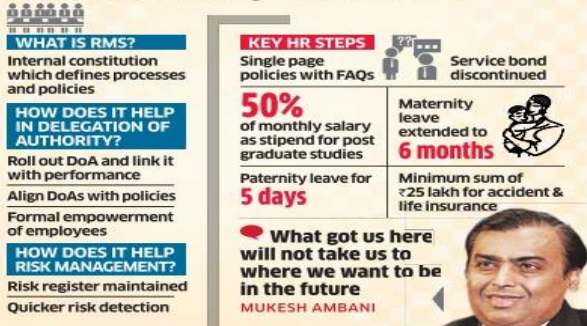 WHAT IS RMS?
Internal constitution
which defines processes
and policies
HOW DOES IT HELP
IN DELEGATION OF
AUTHORITY?
Roll out DoA and link it
with performance
Align DoAs with policies
Formal empowerment
of employees
HOW DOES IT HELP
RISK MANAGEMENT?
Risk register maintained
Quicker risk detection
KEY HR STEPS
Single page
policies with FAQs
??
Service bond
discontinued
50%
of monthly salary
as stipend for post
graduate studies
Maternity
leave
extended to
6 months
Paternity leave for
5 days
Minimum sum of
₹25 lakh for accident &
life insurance
What got us here
will not take us to
where we want to be
in the future
MUKESH AMBANI